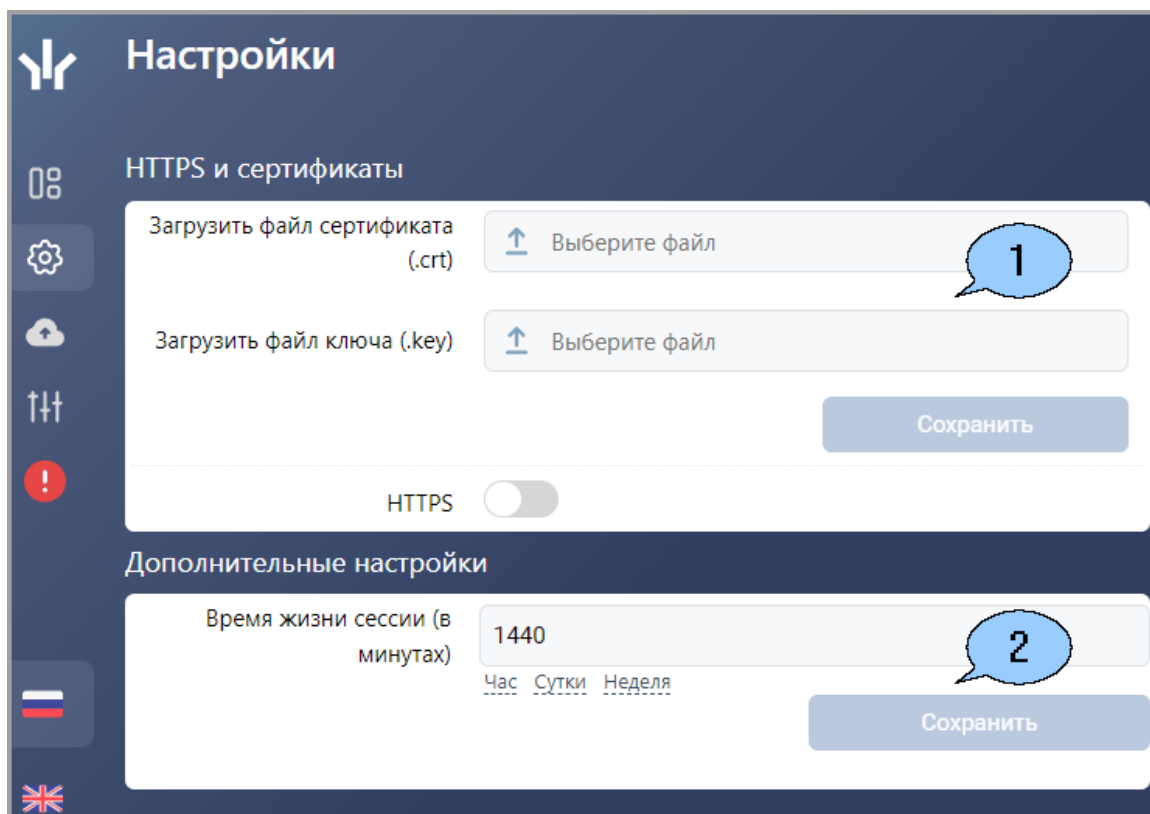 Настройки
HTTPS и сертификаты
Загрузить файл сертификата
(.crt)
Выберите файл
1
Загрузить файл ключа (.key)
Выберите файл
Сохранить
HTTPS
Дополнительные настройки
Время жизни сессии (в
минутах)
1440
2
Час Сутки Неделя
Сохранить